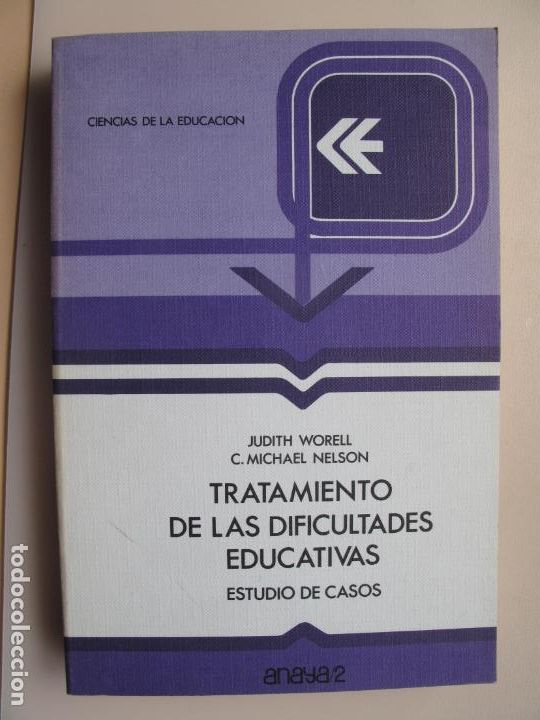 CIENCIAS DE LA EDUCACION
JUDITH WORELL
C. MICHAEL NELSON
TRATAMIENTO
DE LAS DIFICULTADES
EDUCATIVAS
ESTUDIO DE CASOS
anaya/2
todocoleccion